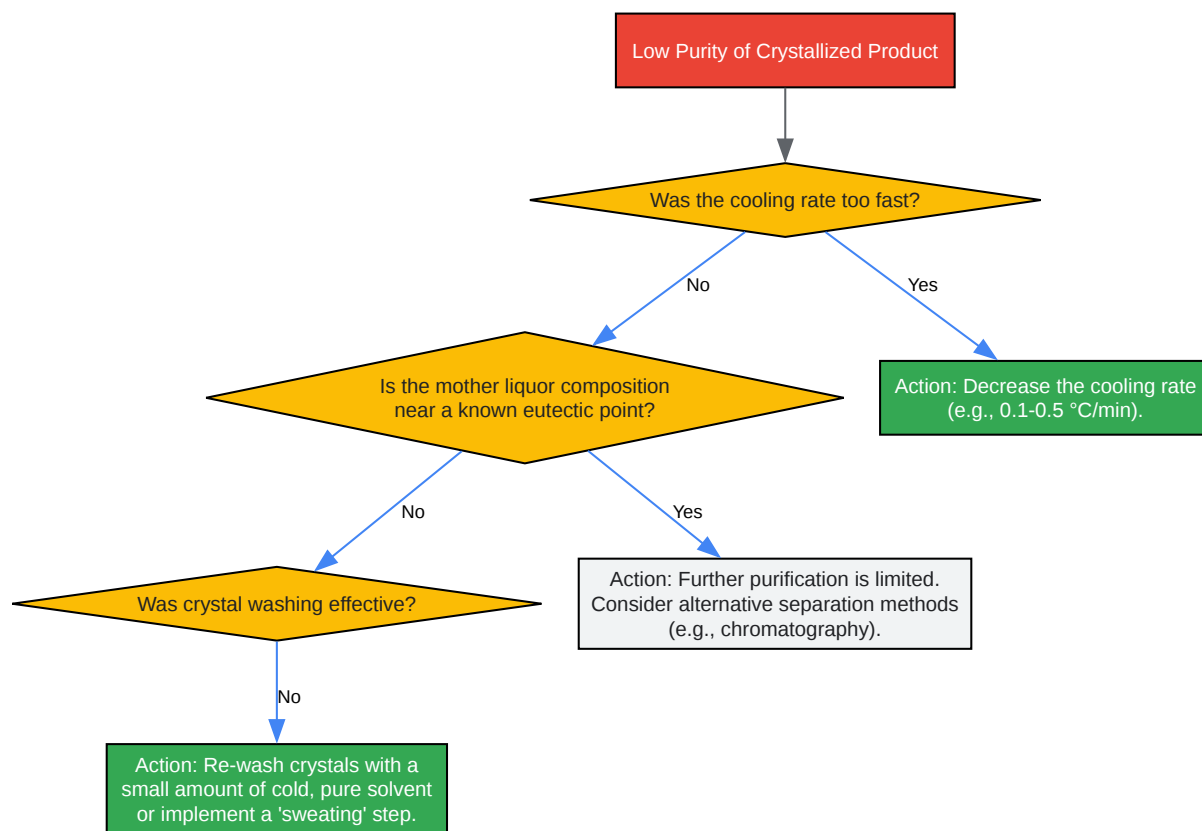 Low Purity of Crystallized Product
Was the cooling rate too fast?
No
Yes
Is the mother liquor composition
near a known eutectic point?
Action: Decrease the cooling rate
(e.g., 0.1-0.5 °C/min).
No
Yes
Was crystal washing effective?
Action: Further purification is limited.
Consider alternative separation methods
(e.g., chromatography).
No
Action: Re-wash crystals with a
small amount of cold, pure solvent
or implement a 'sweating' step.